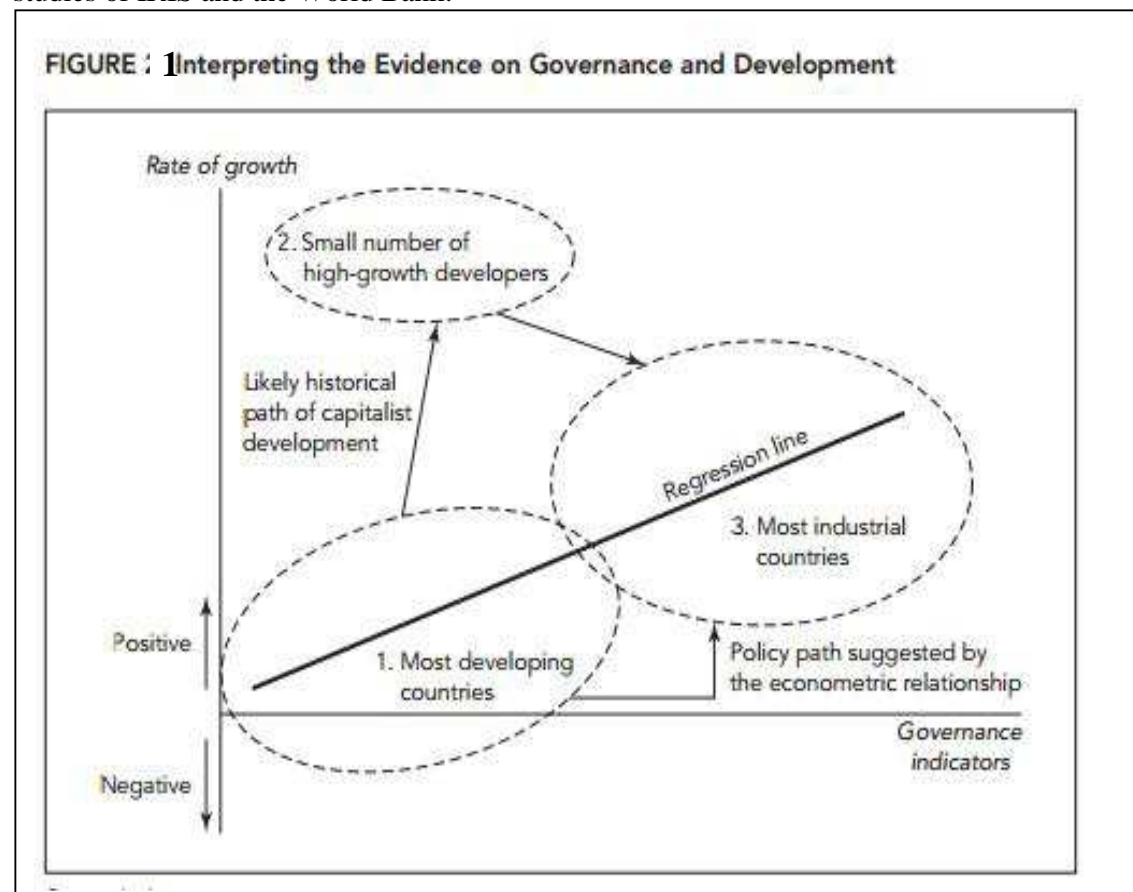 FIGURE 1 Interpreting the Evidence on Governance and Development
Rate of growth
2. Small number of
high-growth developers
Likely historical
path of capitalist
development
Regression line
3. Most industrial
countries
Positive
1. Most developing
countries
Policy path suggested by
the econometric relationship
Governance
indicators
Negative